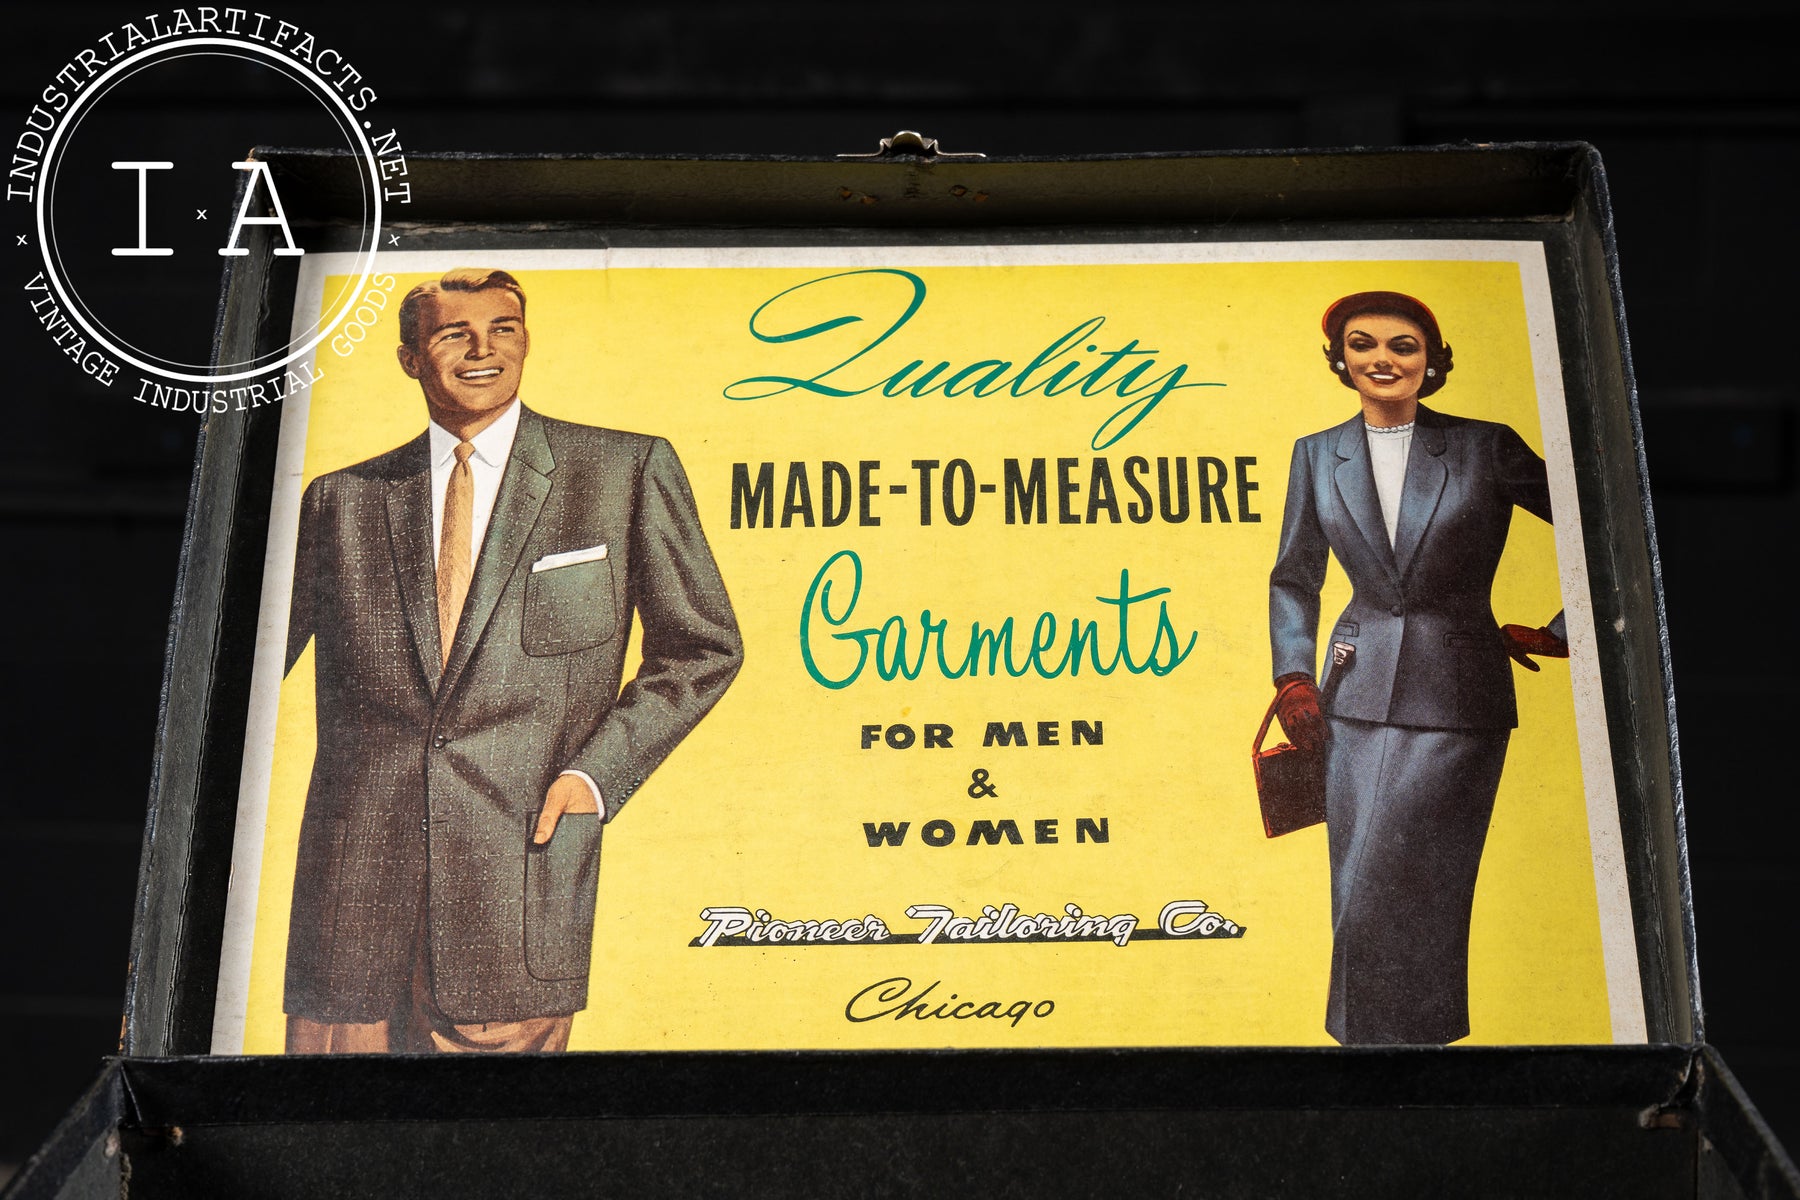 INDUSTRIALARTIFACTS.NET
I x A
x x
VINTAGE INDUSTRIAL GOODS
Quality
MADE-TO-MEASURE
Garments
FOR MEN
&
WOMEN
Pioneer Tailoring Co.
Chicago